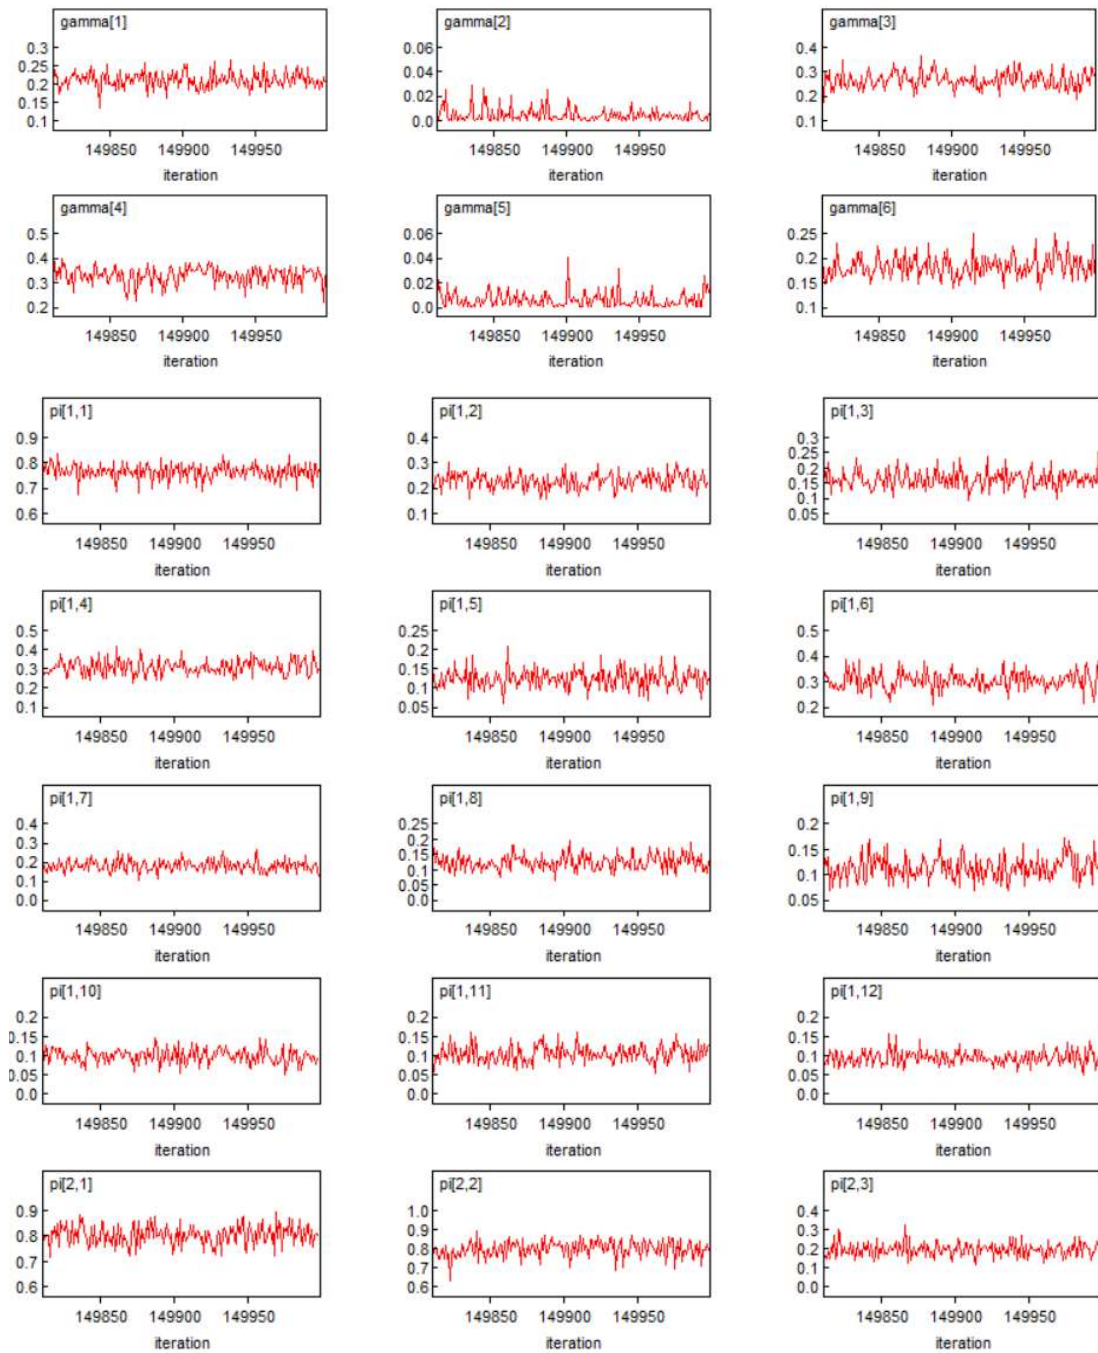 gamma[1] gamma[2] gamma[3]
0.3 0.06 0.4
0.25 0.04 0.3
0.2 0.02 0.2
0.15 0.0 0.1
0.1
149850 149900 149950 149850 149900 149950 149850 149900 149950
iteration iteration iteration
gamma[4] gamma[5] gamma[6]
0.5 0.06 0.25
0.4 0.04 0.2
0.3 0.02 0.15
0.2 0.0 0.1
149850 149900 149950 149850 149900 149950 149850 149900 149950
iteration iteration iteration
pi[1,1] pi[1,2] pi[1,3]
0.9 0.4 0.3
0.8 0.3 0.25
0.7 0.2 0.2
0.6 0.1 0.15
0.1
0.05
149850 149900 149950 149850 149900 149950 149850 149900 149950
iteration iteration iteration
pi[1,4] pi[1,5] pi[1,6]
0.5 0.25 0.5
0.4 0.2 0.4
0.3 0.15 0.3
0.2 0.1 0.2
0.1 0.05
149850 149900 149950 149850 149900 149950 149850 149900 149950
iteration iteration iteration
pi[1,7] pi[1,8] pi[1,9]
0.4 0.25 0.2
0.3 0.2 0.15
0.2 0.15 0.1
0.1 0.1 0.05
0.0 0.05
0.0
149850 149900 149950 149850 149900 149950 149850 149900 149950
iteration iteration iteration
pi[1,10] pi[1,11] pi[1,12]
0.2 0.2 0.2
0.15 0.15 0.15
0.1 0.1 0.1
0.05 0.05 0.05
0.0 0.0 0.0
149850 149900 149950 149850 149900 149950 149850 149900 149950
iteration iteration iteration
pi[2,1] pi[2,2] pi[2,3]
0.9 1.0 0.4
0.8 0.9 0.3
0.7 0.8 0.2
0.6 0.7 0.1
0.6 0.0
149850 149900 149950 149850 149900 149950 149850 149900 149950
iteration iteration iteration